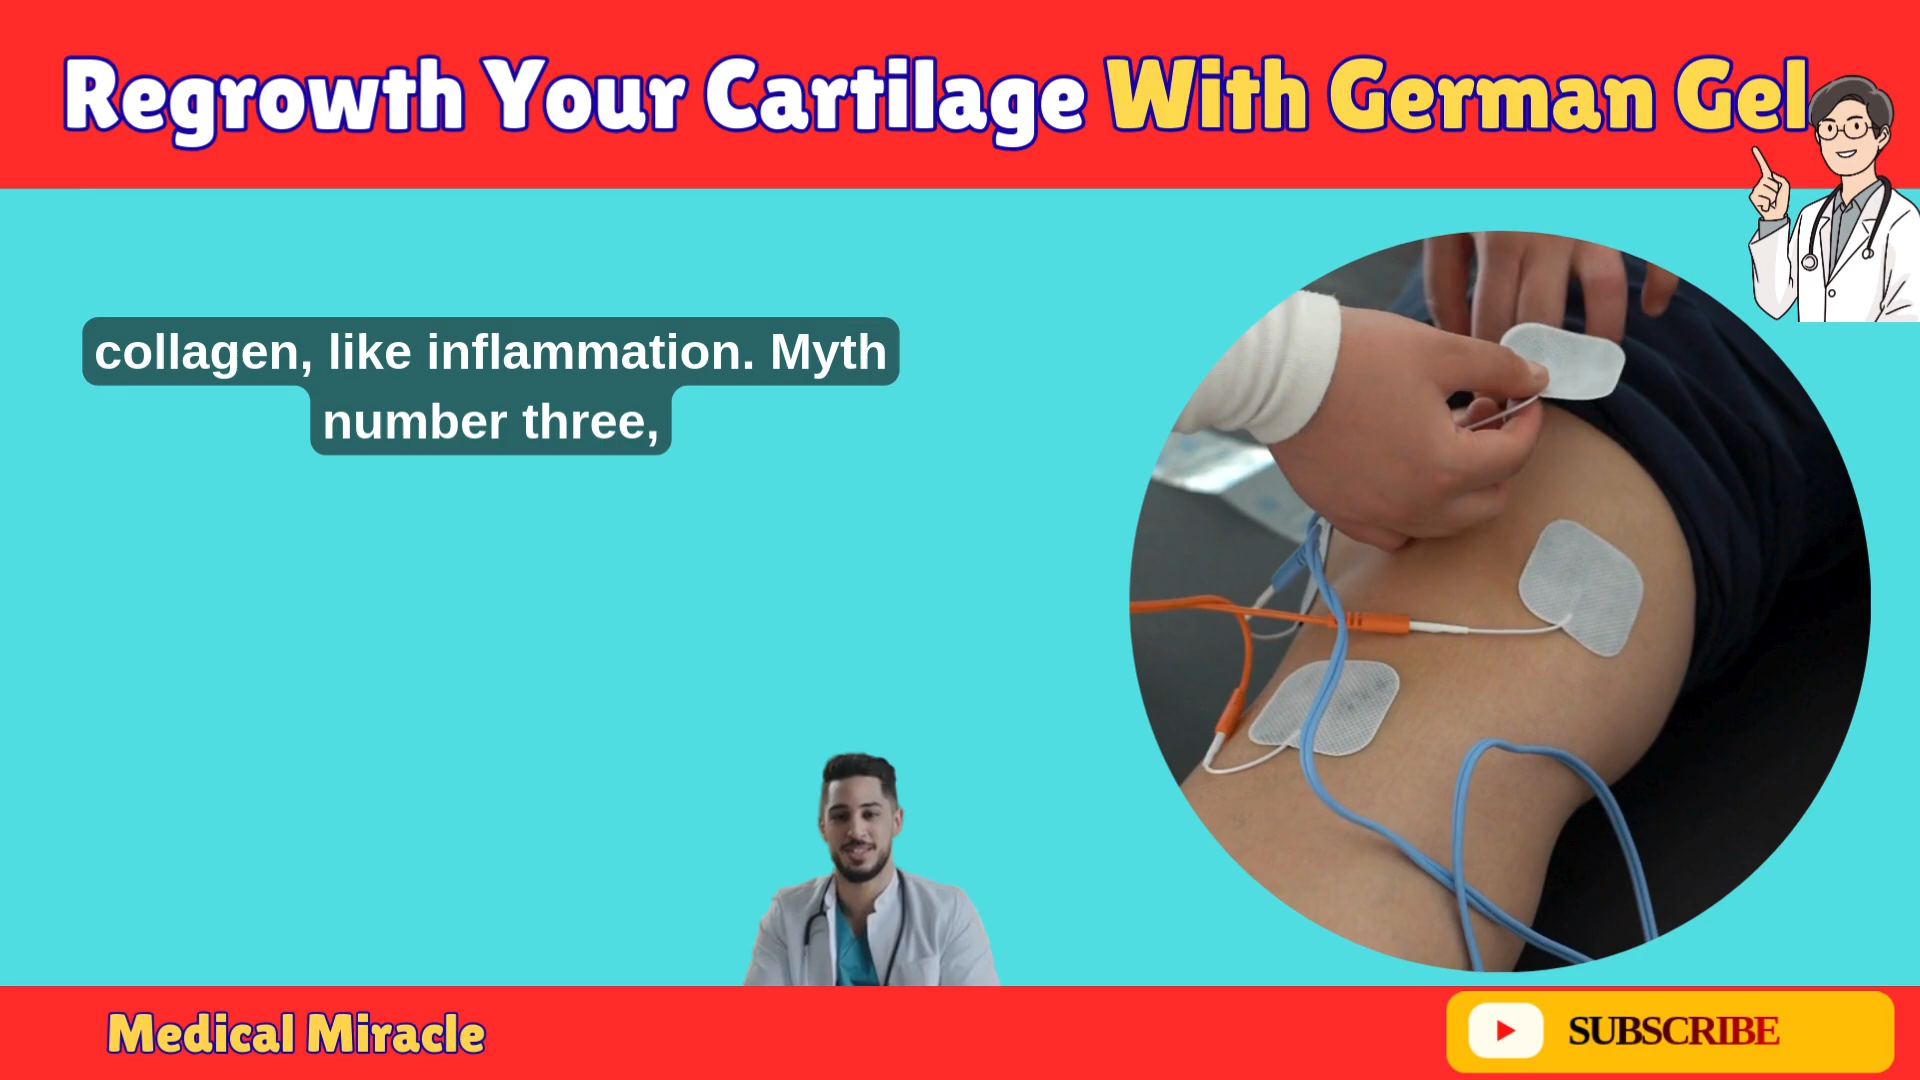 Regrowth Your Cartilage With German Gel
collagen, like inflammation. Myth
number three,
Medical Miracle
SUBSCRIBE